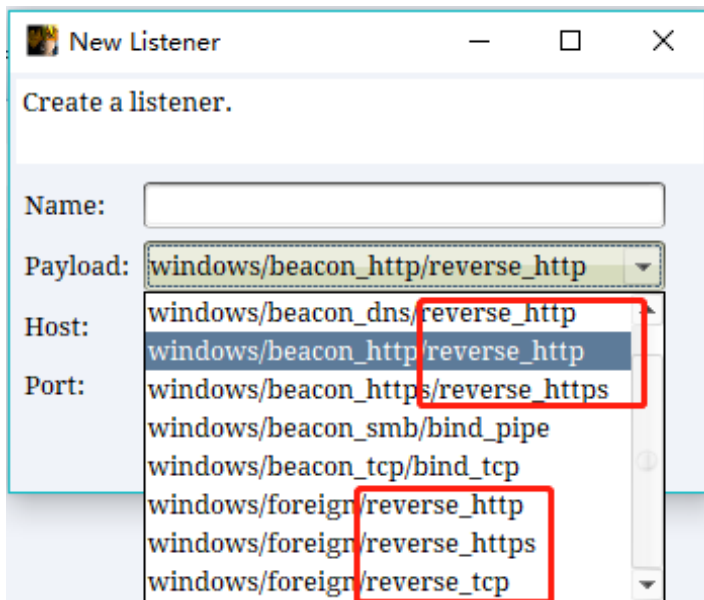 New Listener
Create a listener.
Name:
Payload: windows/beacon_http/reverse_http
windows/beacon_dns/reverse_http
Host:
windows/beacon_http/reverse_http
Port:
windows/beacon_https/reverse_https
windows/beacon_smb/bind_pipe
windows/beacon_tcp/bind_tcp
windows/foreign/reverse_http
windows/foreign/reverse_https
windows/foreign/reverse_tcp